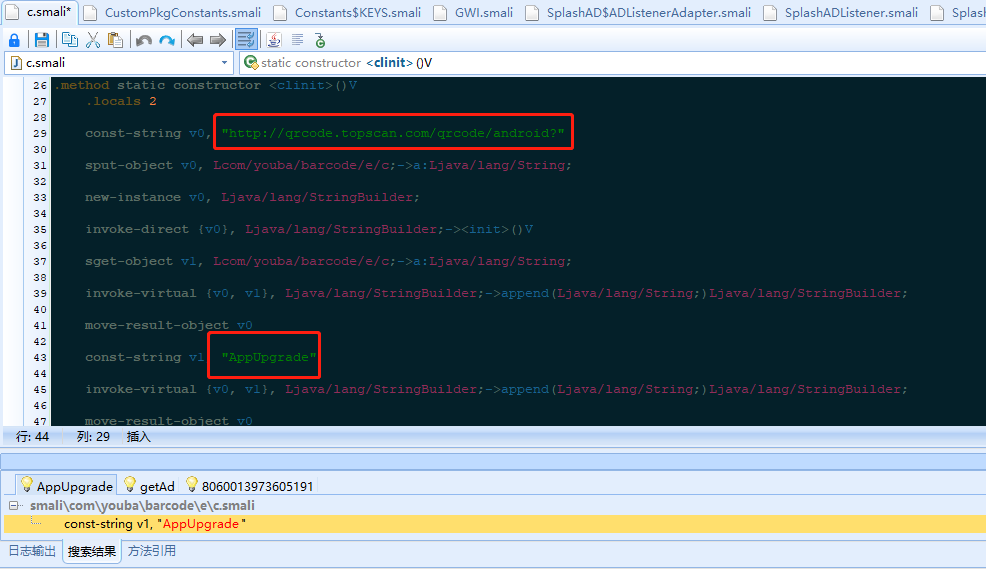 c.smali* CustomPkgConstants.smali Constants$KEYS.smali GWI.smali SplashAD$ADListenerAdapter.smali SplashADListener.smali Splash
c.smali static constructor <clinit> ()V
26 .method static constructor <clinit>()V
27 .locals 2
28
29 const-string v0, "http://qrcode.topscan.com/qrcode/android?"
30
31 sput-object v0, Lcom/youba/barcode/e/c;->a:Ljava/lang/String;
32
33 new-instance v0, Ljava/lang/StringBuilder;
34
35 invoke-direct {v0}, Ljava/lang/StringBuilder;-><init>()V
36
37 sget-object v1, Lcom/youba/barcode/e/c;->a:Ljava/lang/String;
38
39 invoke-virtual {v0, v1}, Ljava/lang/StringBuilder;->append(Ljava/lang/String;)Ljava/lang/StringBuilder;
40
41 move-result-object v0
42
43 const-string v1 "AppUpgrade"
44
45 invoke-virtual {v0, v1}, Ljava/lang/StringBuilder;->append(Ljava/lang/String;)Ljava/lang/StringBuilder;
46
47 move-result-object v0
行: 44 列: 29 插入
AppUpgrade getAd 8060013973605191
smali\com\youba\barcode\e\c.smali
const-string v1, "AppUpgrade"
日志输出 搜索结果 方法引用